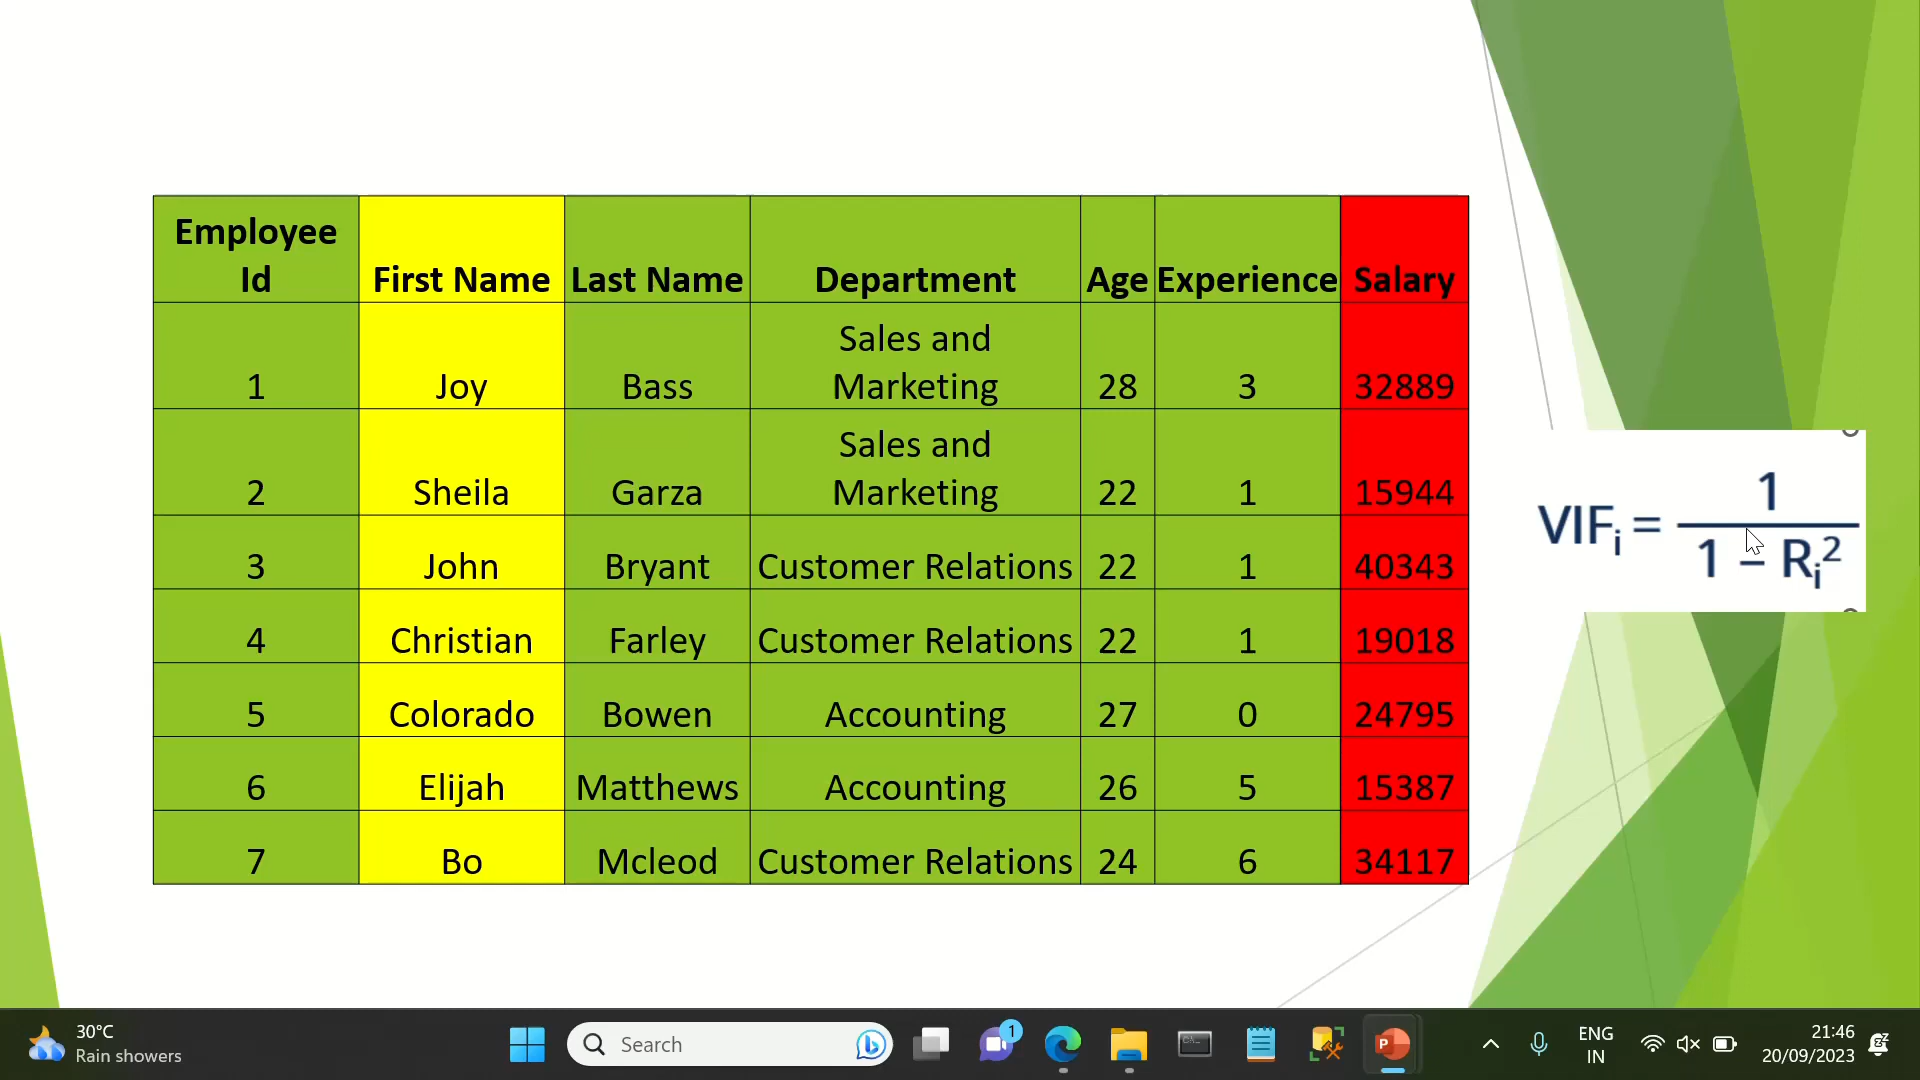 Employee
Id
First Name
Last Name
Department
Age
Experience
Salary
1
Joy
Bass
Sales and
Marketing
28
3
32889
2
Sheila
Garza
Sales and
Marketing
22
1
15944
3
John
Bryant
Customer Relations
22
1
40343
4
Christian
Farley
Customer Relations
22
1
19018
5
Colorado
Bowen
Accounting
27
0
24795
6
Elijah
Matthews
Accounting
26
5
15387
7
Bo
Mcleod
Customer Relations
24
6
34117
VIFᵢ = 1 / (1 − Rᵢ²)
30°C
Rain showers
Search
1
P
ENG
IN
21:46
20/09/2023